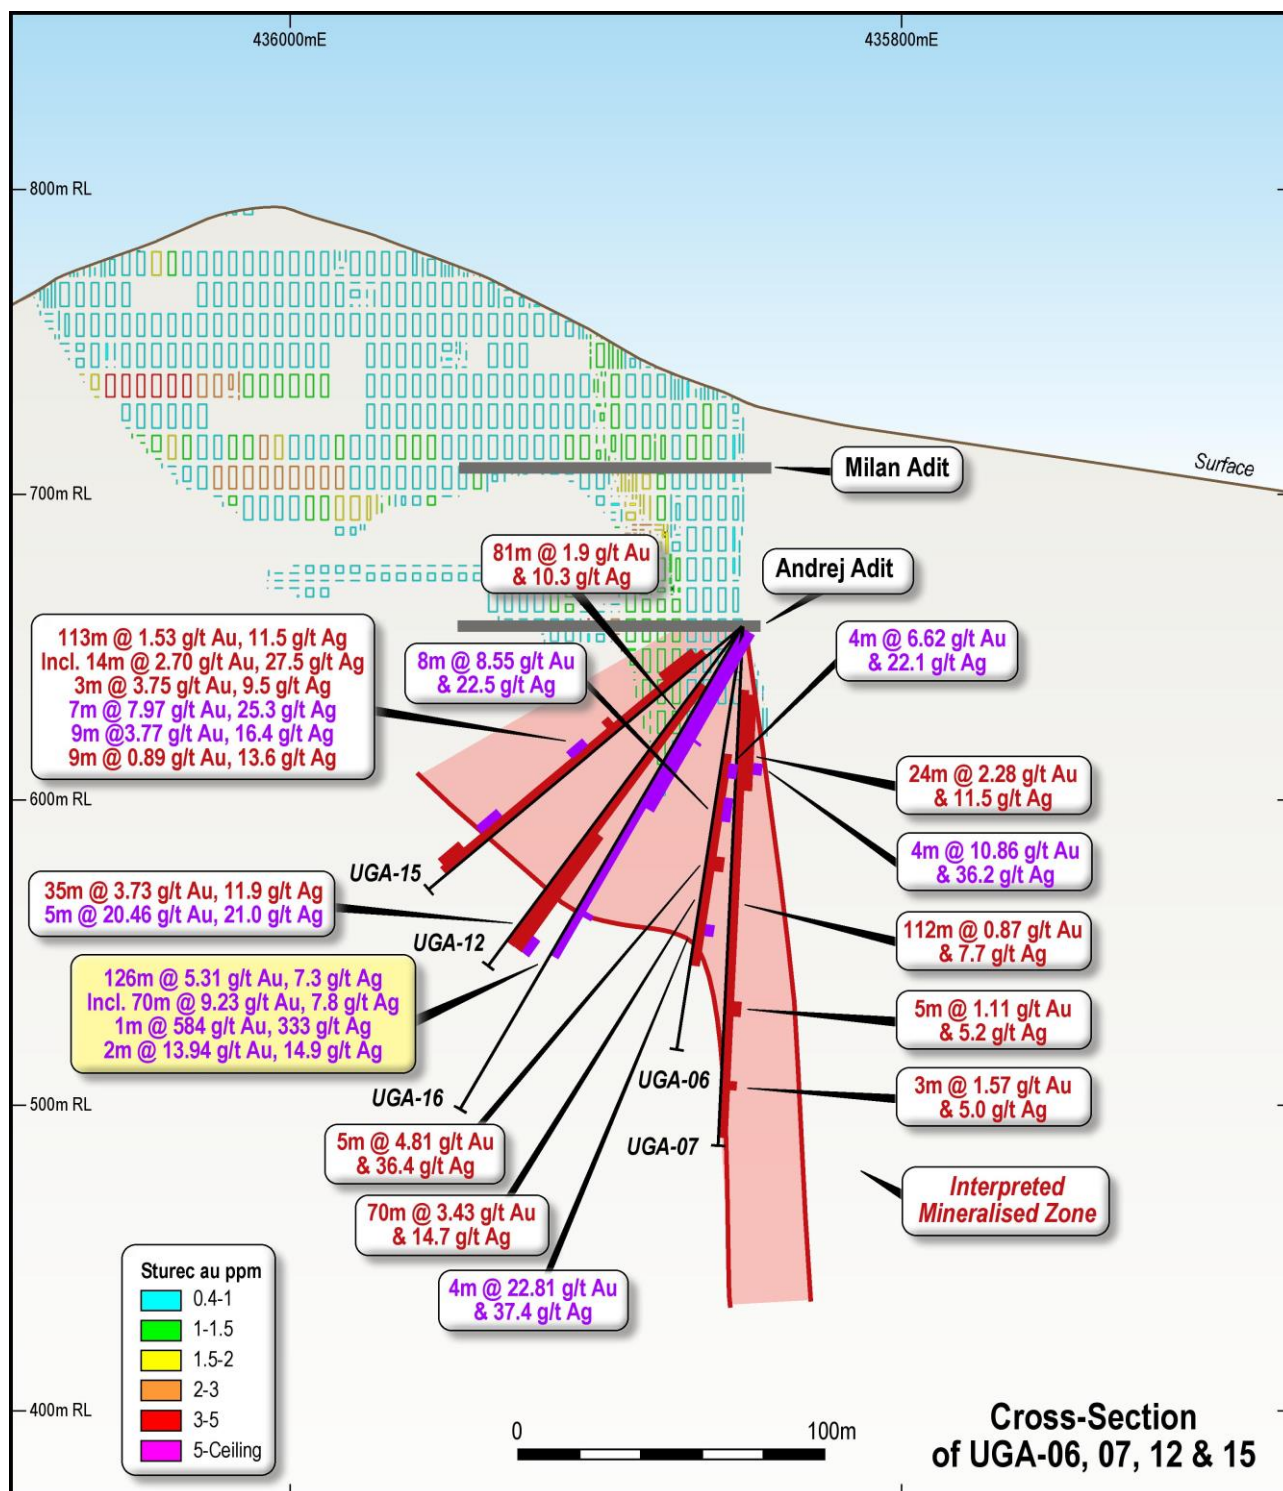 436000mE
435800mE
800m RL
Surface
Milan Adit
700m RL
81m @ 1.9 g/t Au
& 10.3 g/t Ag
Andrej Adit
113m @ 1.53 g/t Au, 11.5 g/t Ag
Incl. 14m @ 2.70 g/t Au, 27.5 g/t Ag
3m @ 3.75 g/t Au, 9.5 g/t Ag
7m @ 7.97 g/t Au, 25.3 g/t Ag
9m @3.77 g/t Au, 16.4 g/t Ag
9m @ 0.89 g/t Au, 13.6 g/t Ag
8m @ 8.55 g/t Au
& 22.5 g/t Ag
4m @ 6.62 g/t Au
& 22.1 g/t Ag
24m @ 2.28 g/t Au
& 11.5 g/t Ag
600m RL
4m @ 10.86 g/t Au
& 36.2 g/t Ag
UGA-15
35m @ 3.73 g/t Au, 11.9 g/t Ag
5m @ 20.46 g/t Au, 21.0 g/t Ag
UGA-12
112m @ 0.87 g/t Au
& 7.7 g/t Ag
126m @ 5.31 g/t Au, 7.3 g/t Ag
Incl. 70m @ 9.23 g/t Au, 7.8 g/t Ag
1m @ 584 g/t Au, 333 g/t Ag
2m @ 13.94 g/t Au, 14.9 g/t Ag
5m @ 1.11 g/t Au
& 5.2 g/t Ag
UGA-06
3m @ 1.57 g/t Au
& 5.0 g/t Ag
UGA-16
500m RL
5m @ 4.81 g/t Au
& 36.4 g/t Ag
UGA-07
Interpreted
Mineralised Zone
70m @ 3.43 g/t Au
& 14.7 g/t Ag
4m @ 22.81 g/t Au
& 37.4 g/t Ag
Sturec au ppm
0.4-1
1-1.5
1.5-2
2-3
3-5
5-Ceiling
400m RL
0
100m
Cross-Section
of UGA-06, 07, 12 & 15